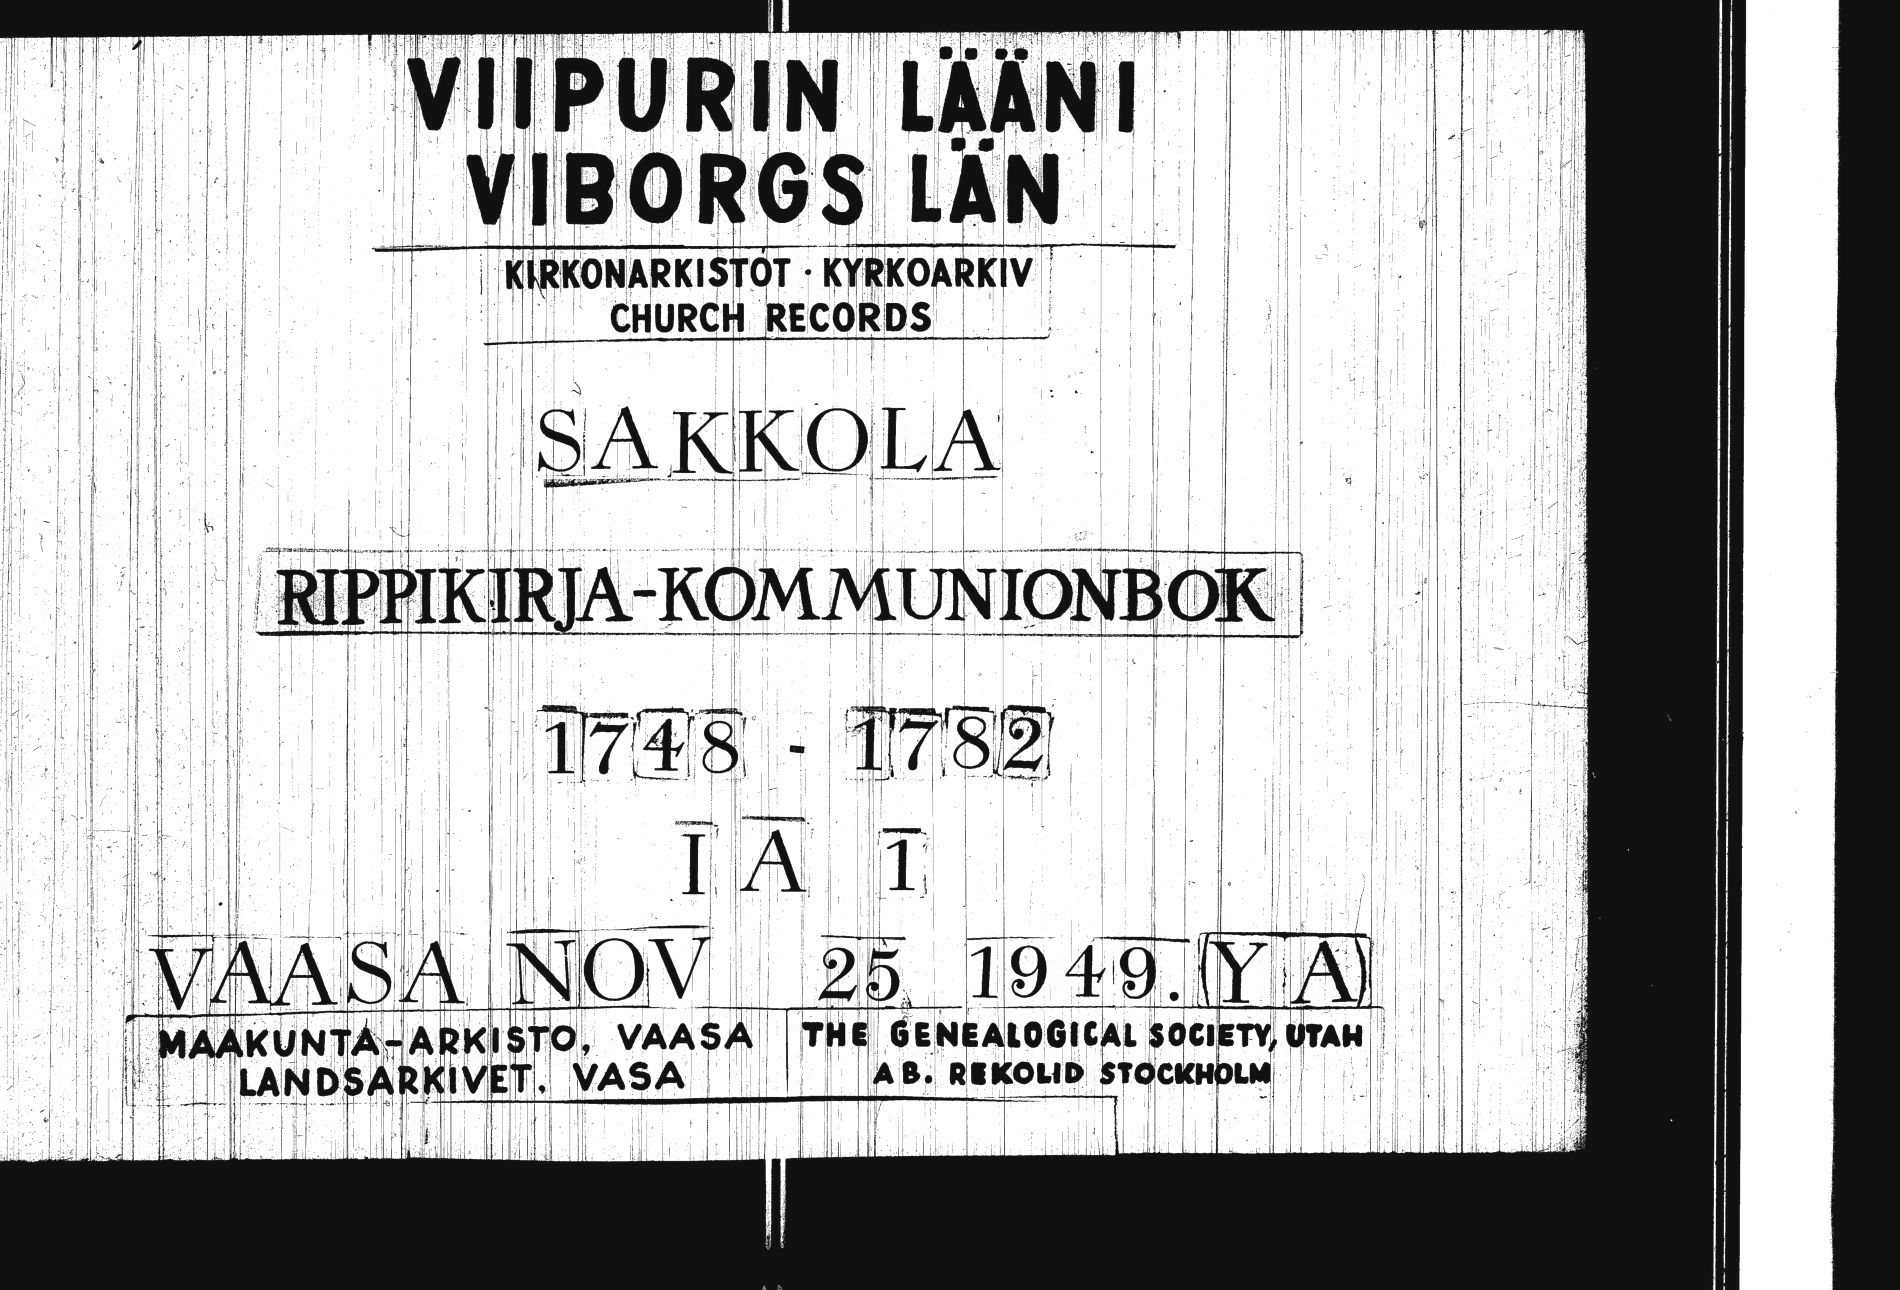 VIIPURIN LÄÄNI
VIBORGS LÄN
KIRKONARKISTOT · KYRKOARKIV
CHURCH RECORDS
SAKKOLA
RIPPIKIRJA-KOMMUNIONBOK
1748 - 1782
I A 1
VAASA NOV 25 1949. (Y A)
MAAKUNTA-ARKISTO, VAASA
LANDSARKIVET, VASA
THE GENEALOGICAL SOCIETY, UTAH
AB. REKOLID STOCKHOLM